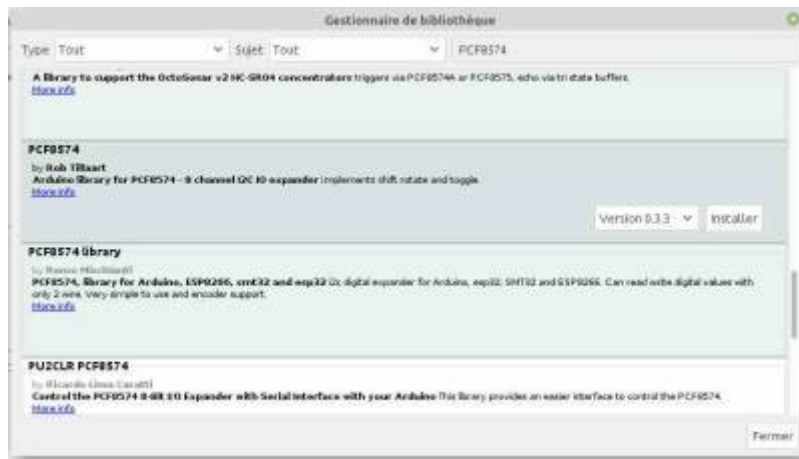 Gestionnaire de bibliothèque
Type Tout Sujet Tout PCF8574
A library to support the OctoSonar v2 HC-SR04 concentrators triggers via PCF8574A or PCF8575, echo via tri state buffers.
More info
PCF8574
by Rob Tillaart
Arduino library for PCF8574 - 8 channel I2C IO expander implements shift rotate and toggle.
More info
Version 0.3.3 Installer
PCF8574 library
by Renzo Mischianti
PCF8574, library for Arduino, ESP8266, smt32 and esp32 i2c digital expander for Arduino, esp32, SMT32 and ESP8266. Can read write digital values with
only 2 wire. Very simple to use and encoder support.
More info
PU2CLR PCF8574
by Ricardo Lima Caratti
Control the PCF8574 8-Bit I/O Expander with Serial Interface with your Arduino This library provides an easier interface to control the PCF8574.
More info
Fermer